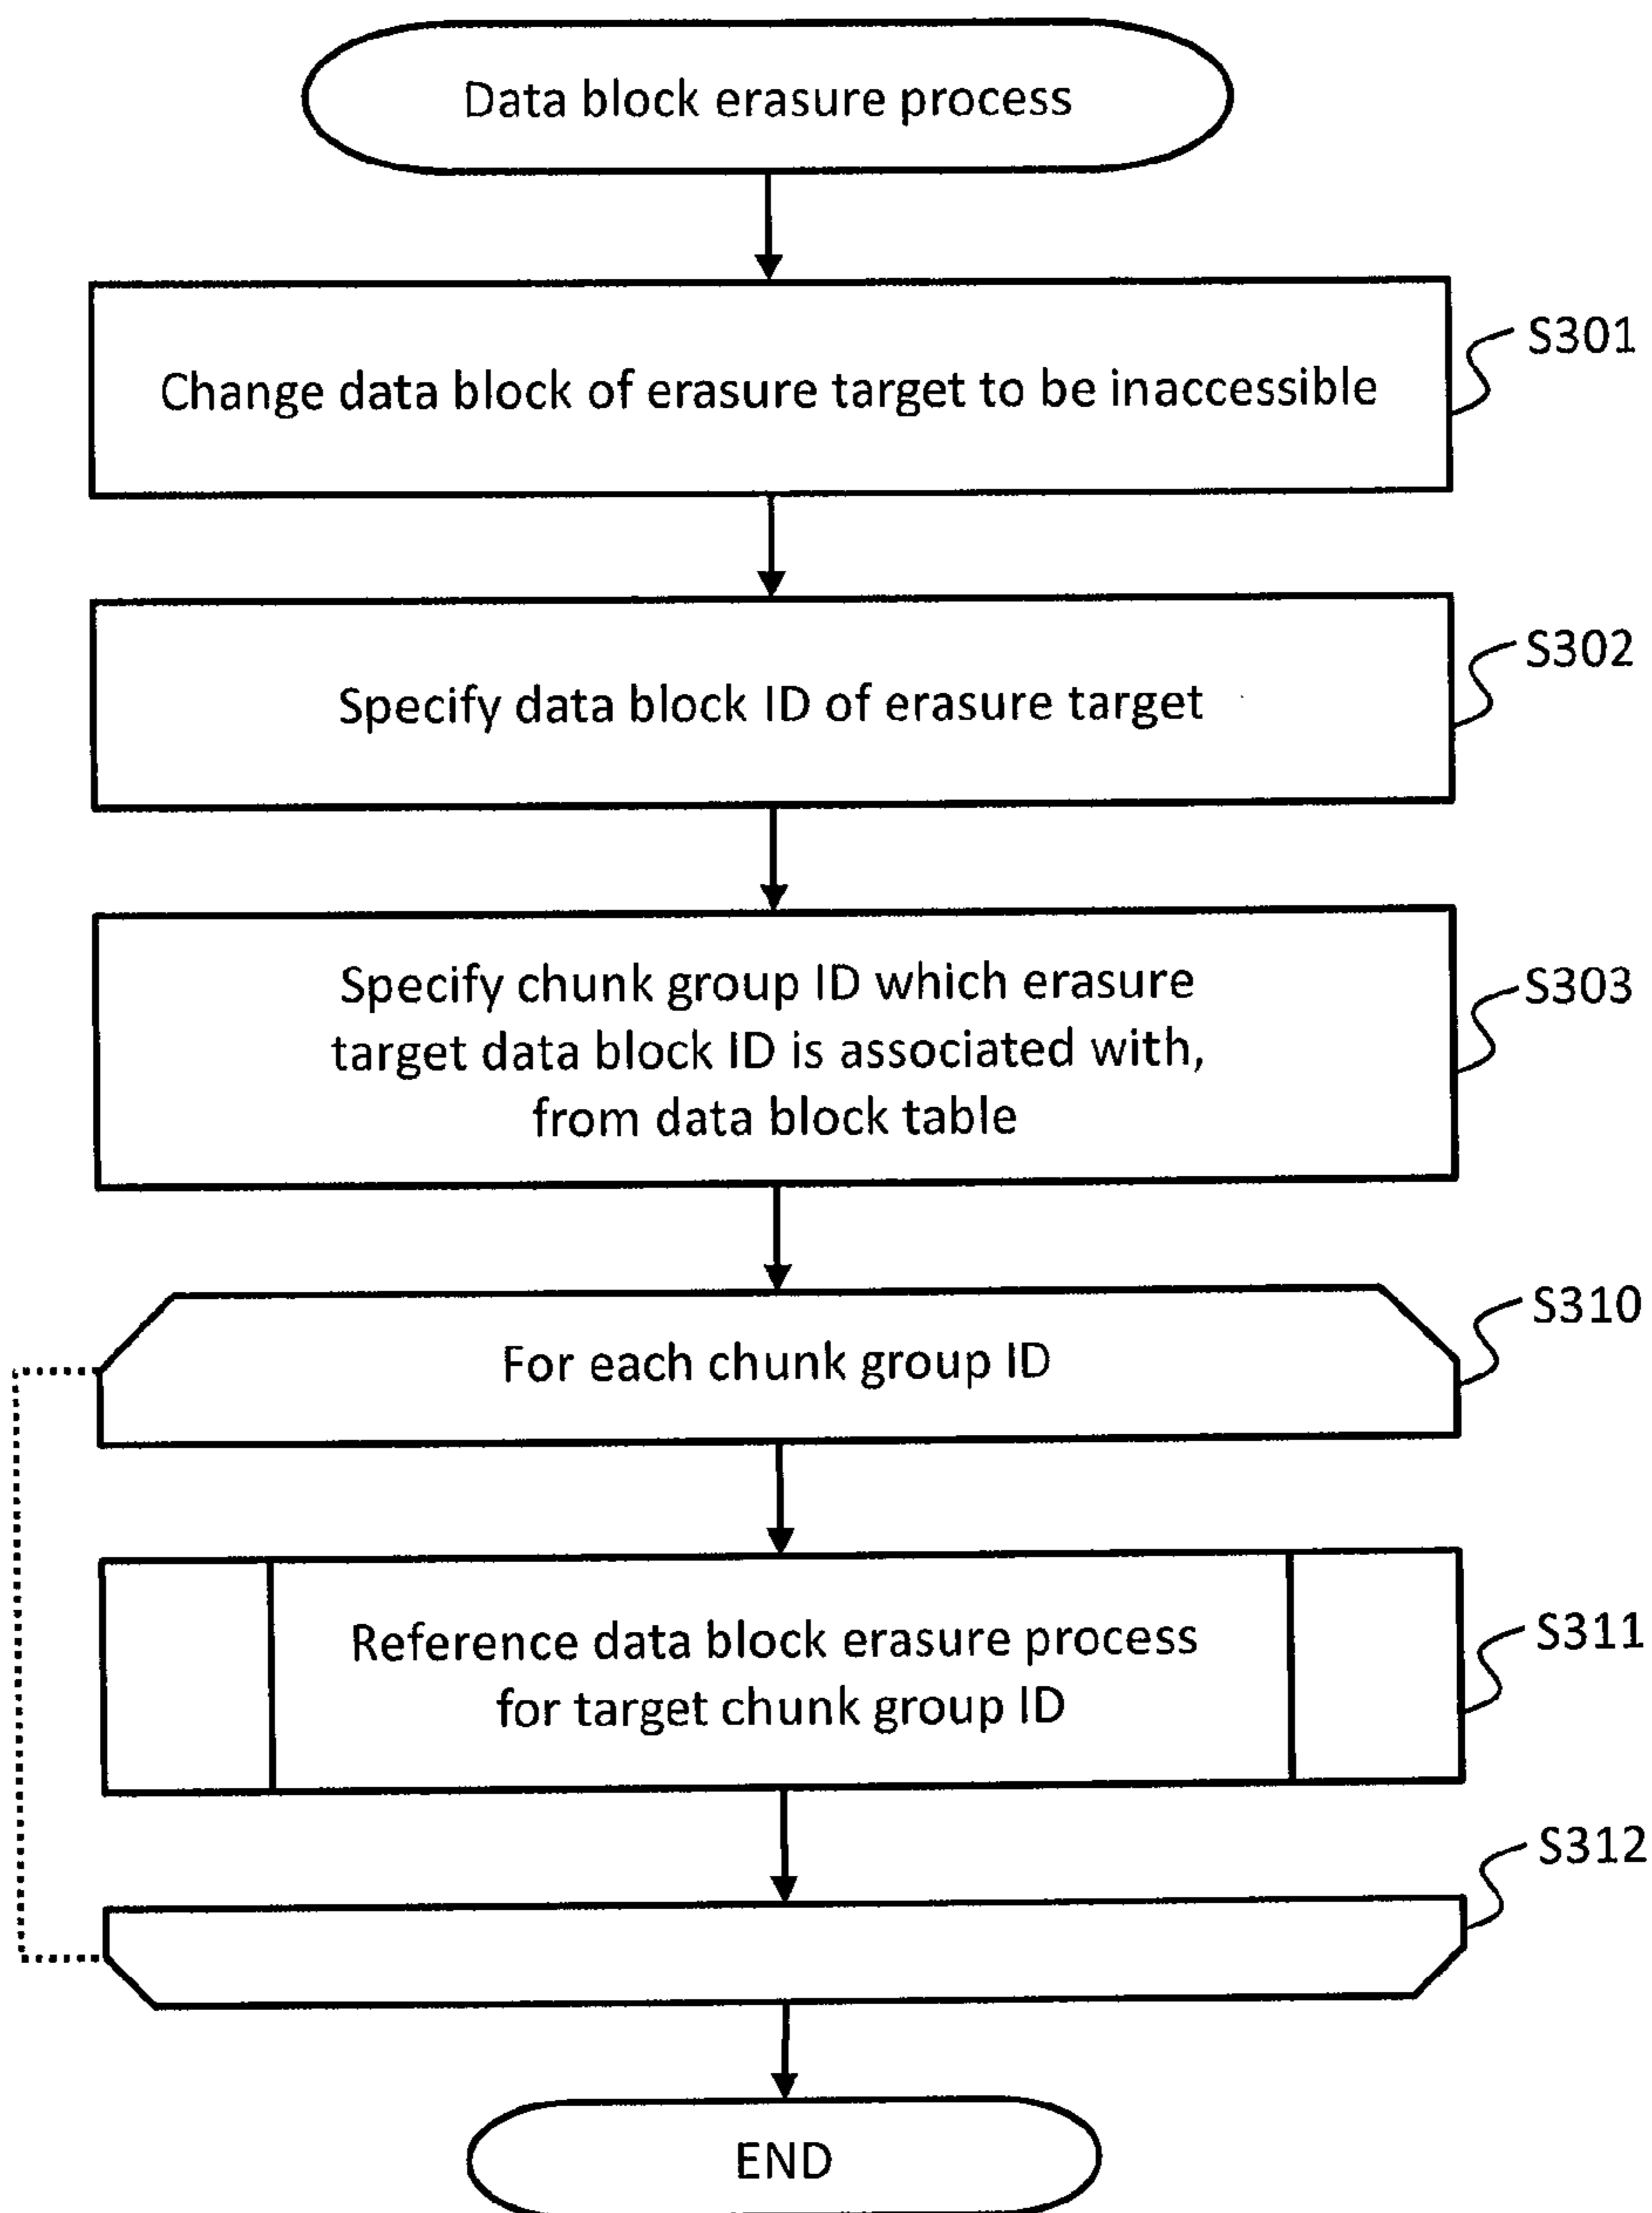 Data block erasure process
Change data block of erasure target to be inaccessible
S301
Specify data block ID of erasure target
S302
Specify chunk group ID which erasure
target data block ID is associated with,
from data block table
S303
For each chunk group ID
S310
Reference data block erasure process
for target chunk group ID
S311
S312
END